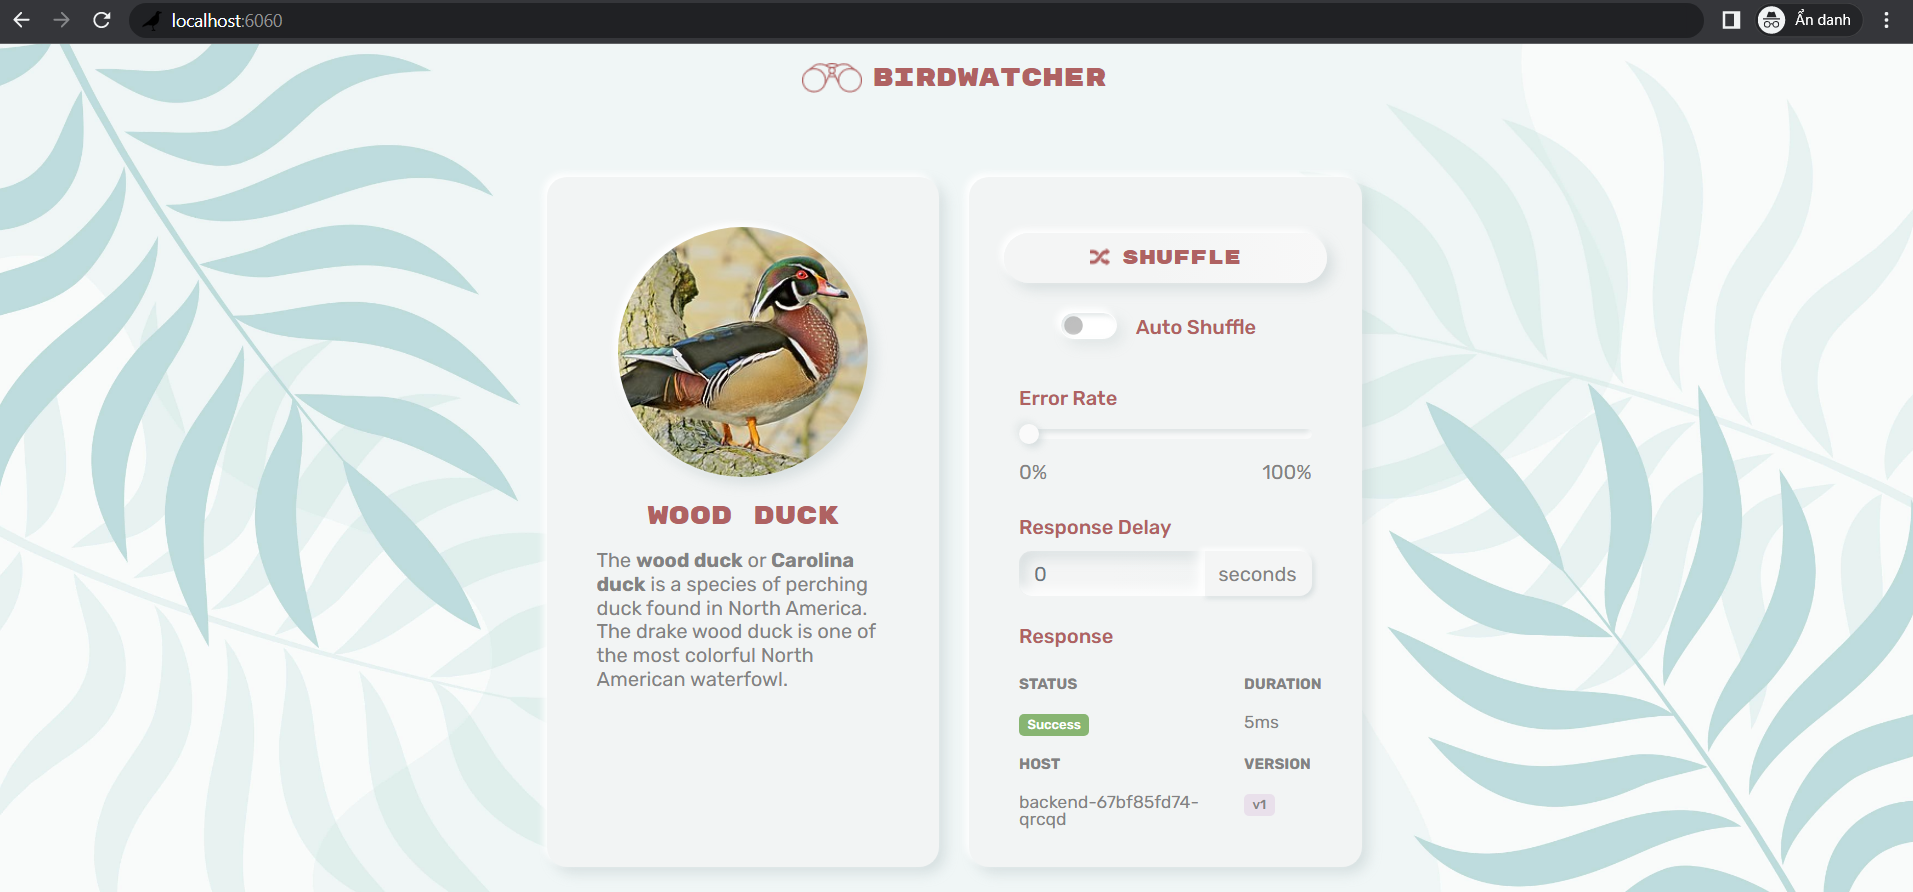 localhost:6060
Ẩn danh
BIRDWATCHER
WOOD DUCK
The wood duck or Carolina
duck is a species of perching
duck found in North America.
The drake wood duck is one of
the most colorful North
American waterfowl.
SHUFFLE
Auto Shuffle
Error Rate
0% 100%
Response Delay
0 seconds
Response
STATUS DURATION
Success 5ms
HOST VERSION
backend-67bf85fd74- v1
qrcqd